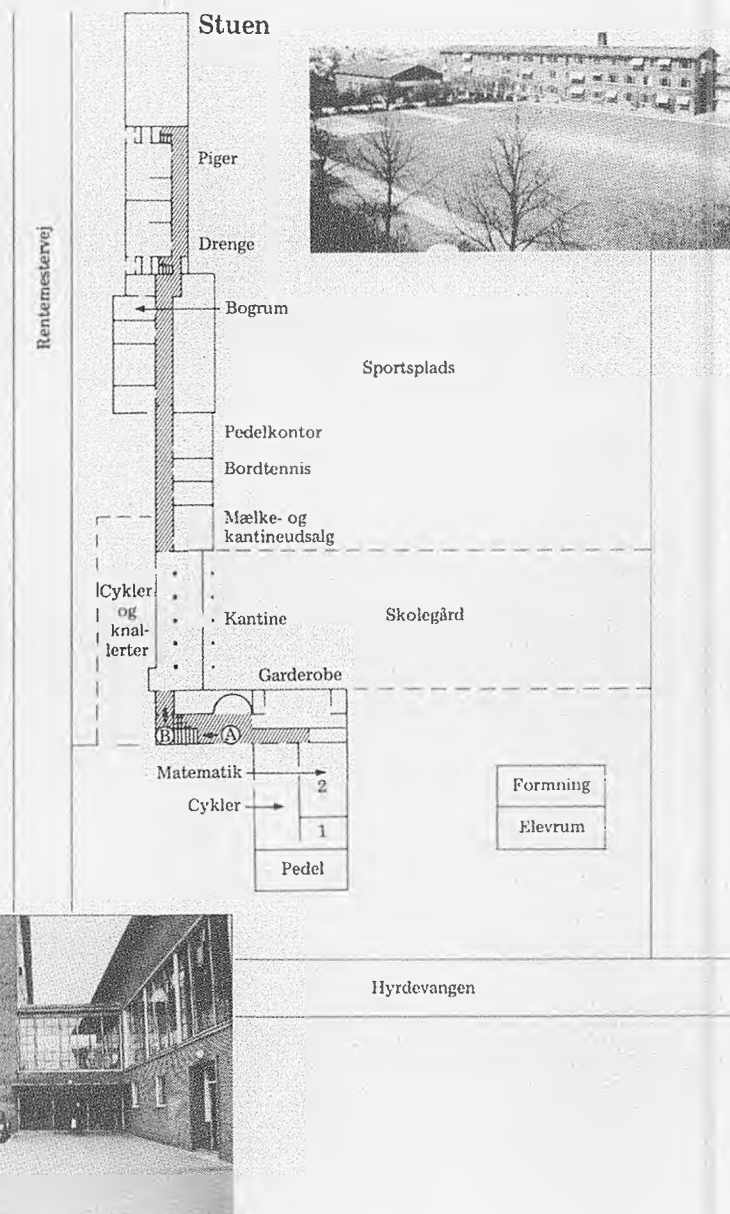 Stuen
Piger
Rentemestervej
Drenge
Bogrum
Sportsplads
Pedelkontor
Bordtennis
Mælke- og
kantineudsalg
Cykler
og
knal-
lerter
Kantine
Skolegård
Garderobe
B
A
Matematik
2
Cykler
1
Pedel
Formning
Elevrum
Hyrdevangen